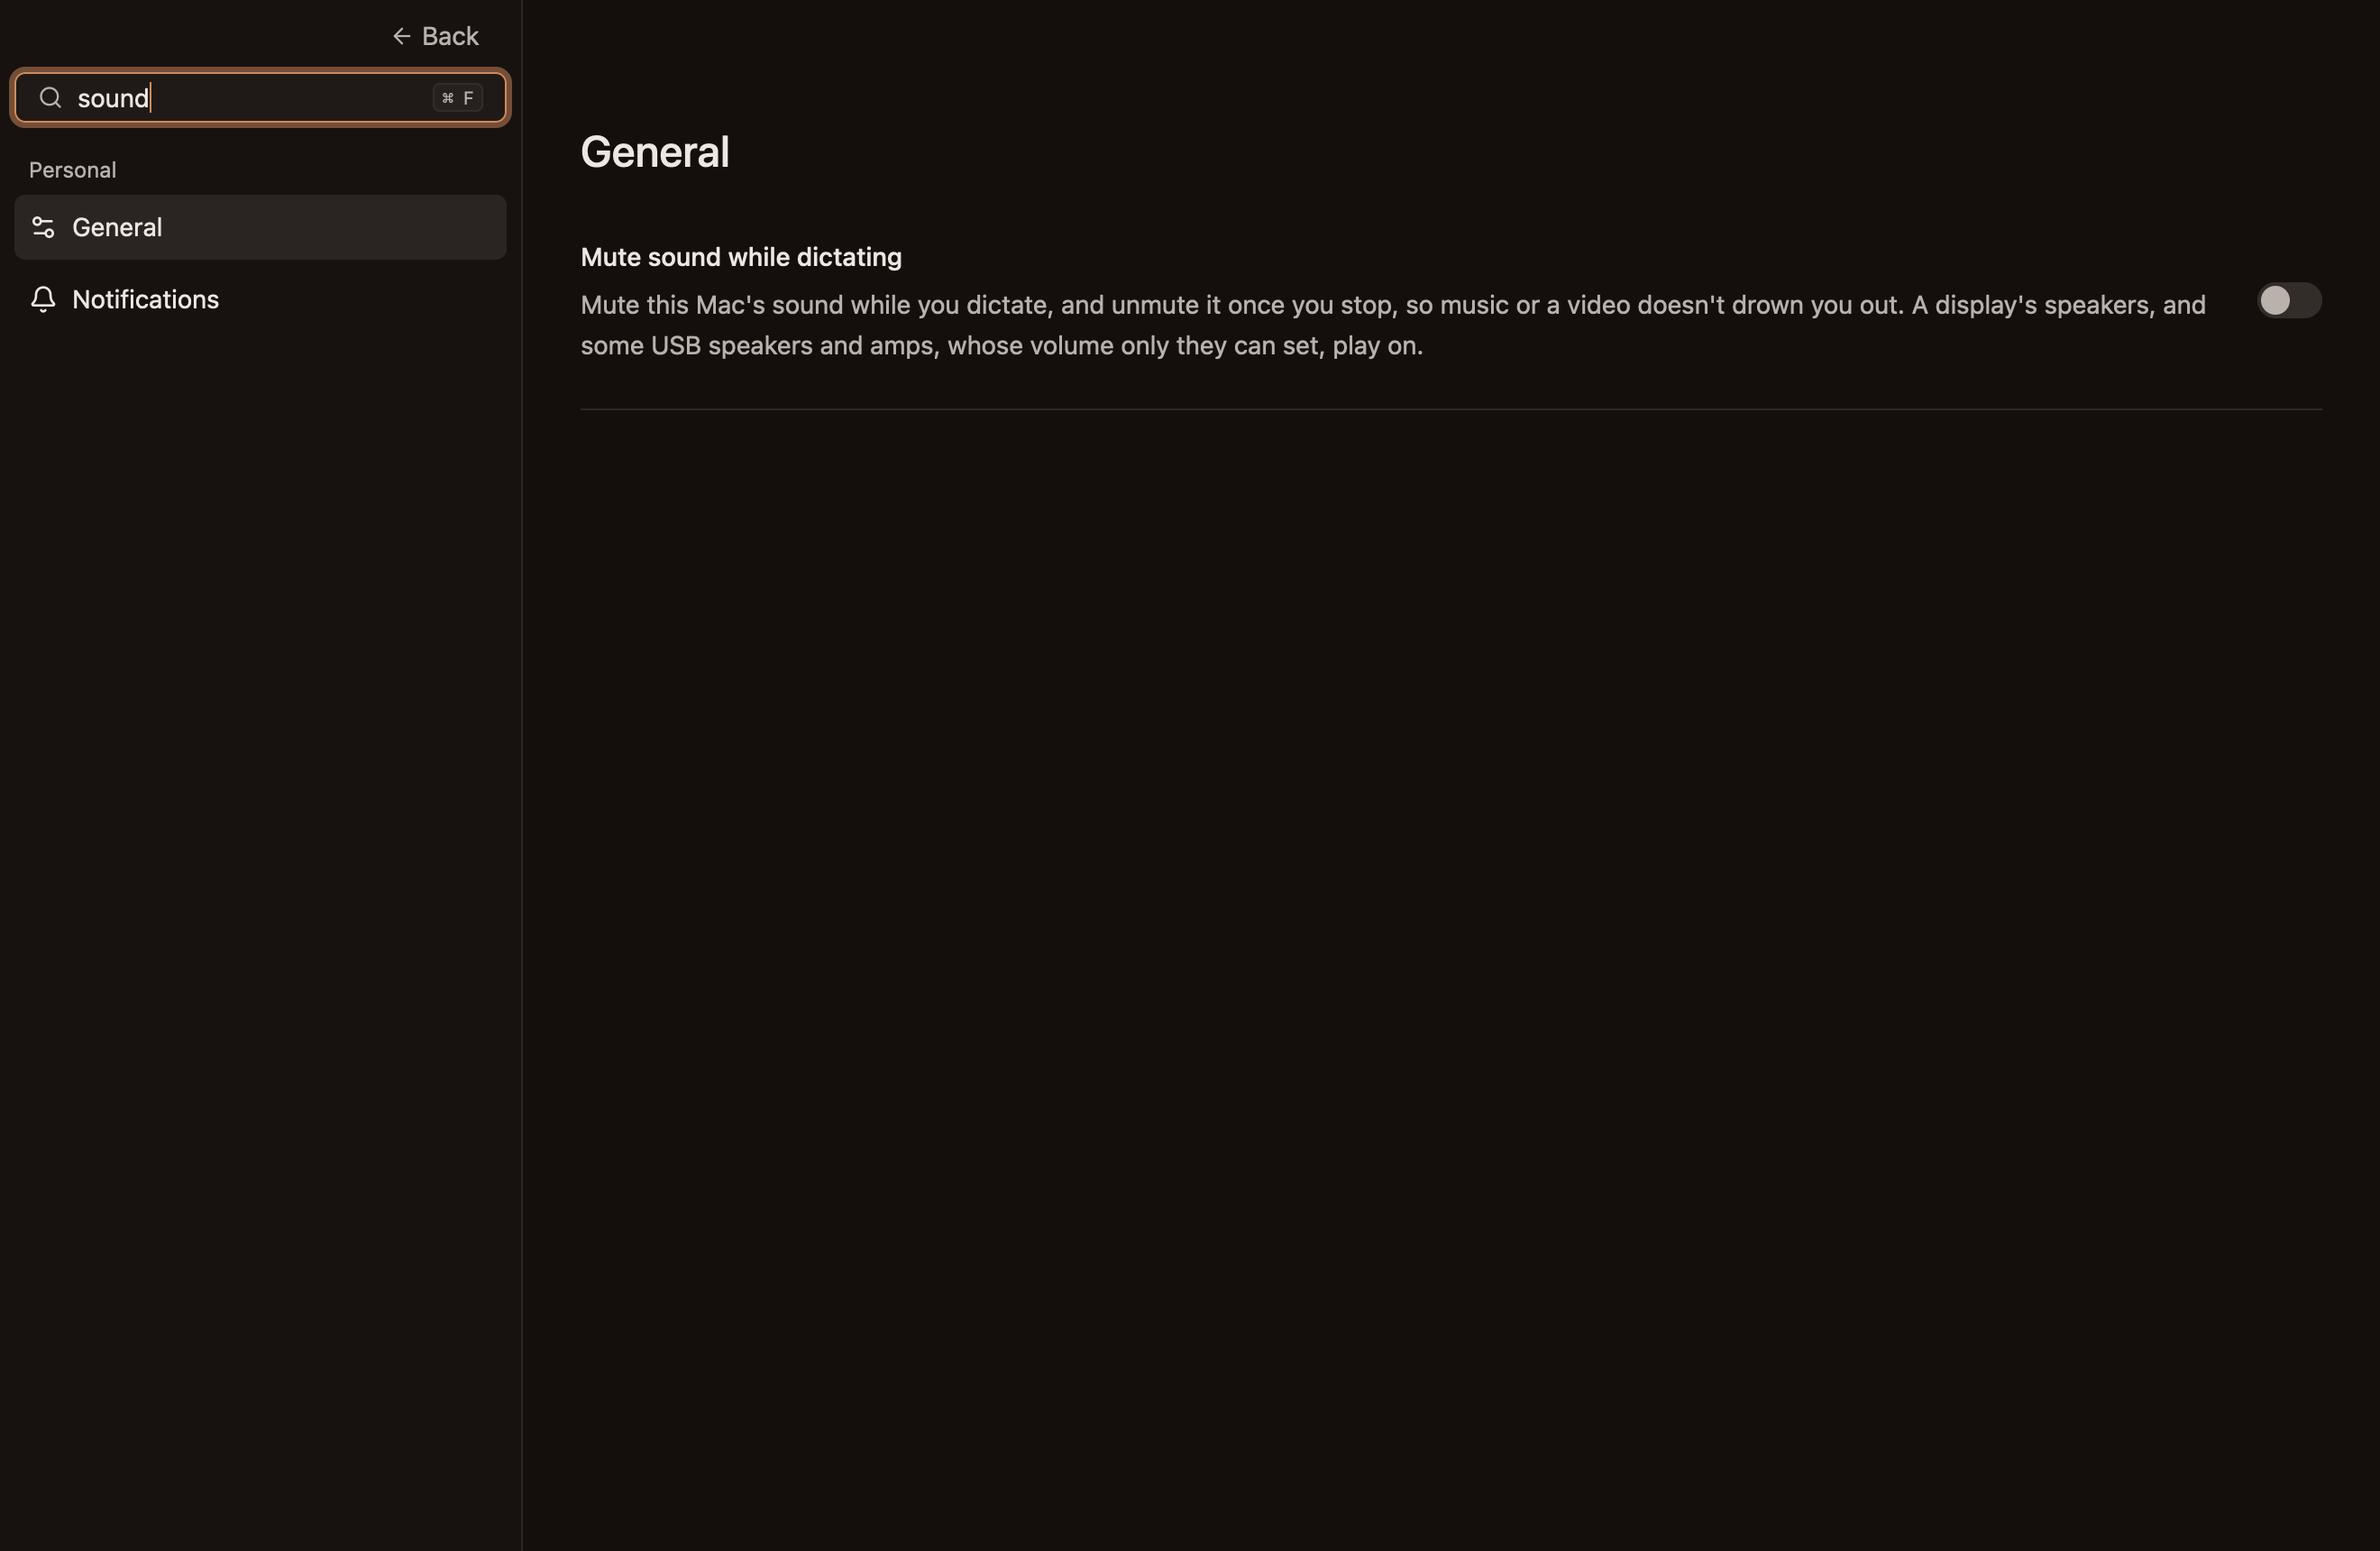 Back
sound
⌘ F
Personal
General
Notifications
General
Mute sound while dictating
Mute this Mac's sound while you dictate, and unmute it once you stop, so music or a video doesn't drown you out. A display's speakers, and
some USB speakers and amps, whose volume only they can set, play on.